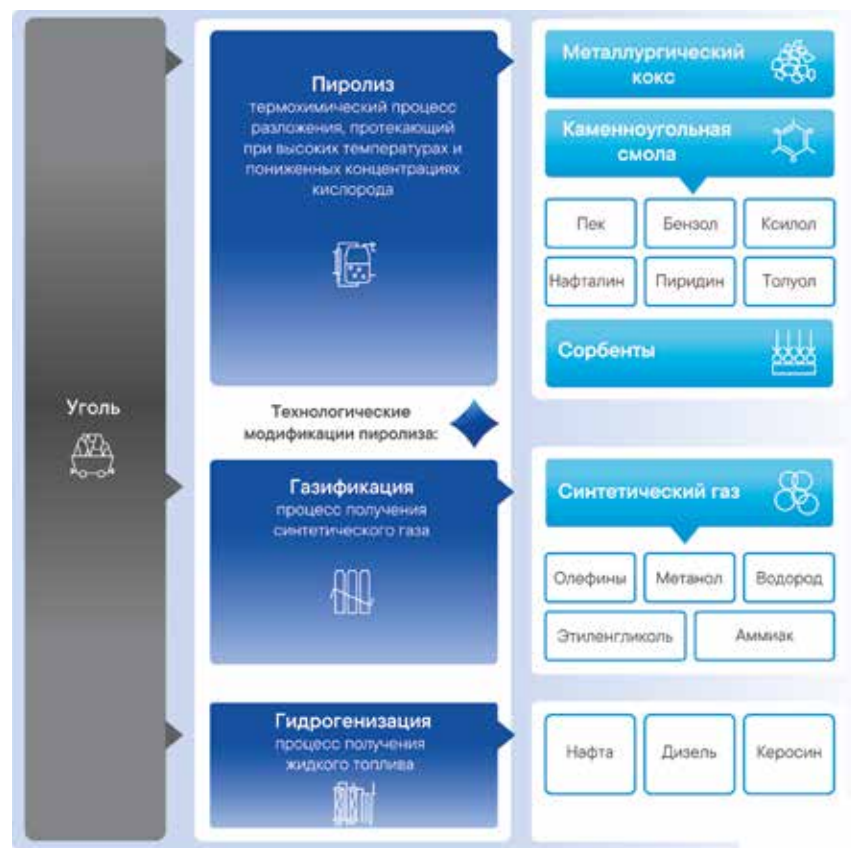 Уголь
Пиролиз
термохимический процесс
разложения, протекающий
при высоких температурах и
пониженных концентрациях
кислорода
Металлургический
кокс
Каменноугольная
смола
Пек
Бензол
Ксилол
Нафталин
Пиридин
Толуол
Сорбенты
Технологические
модификации пиролиза:
Газификация
процесс получения
синтетического газа
Синтетический газ
Олефины
Метанол
Водород
Этиленгликоль
Аммиак
Гидрогенизация
процесс получения
жидкого топлива
Нафта
Дизель
Керосин